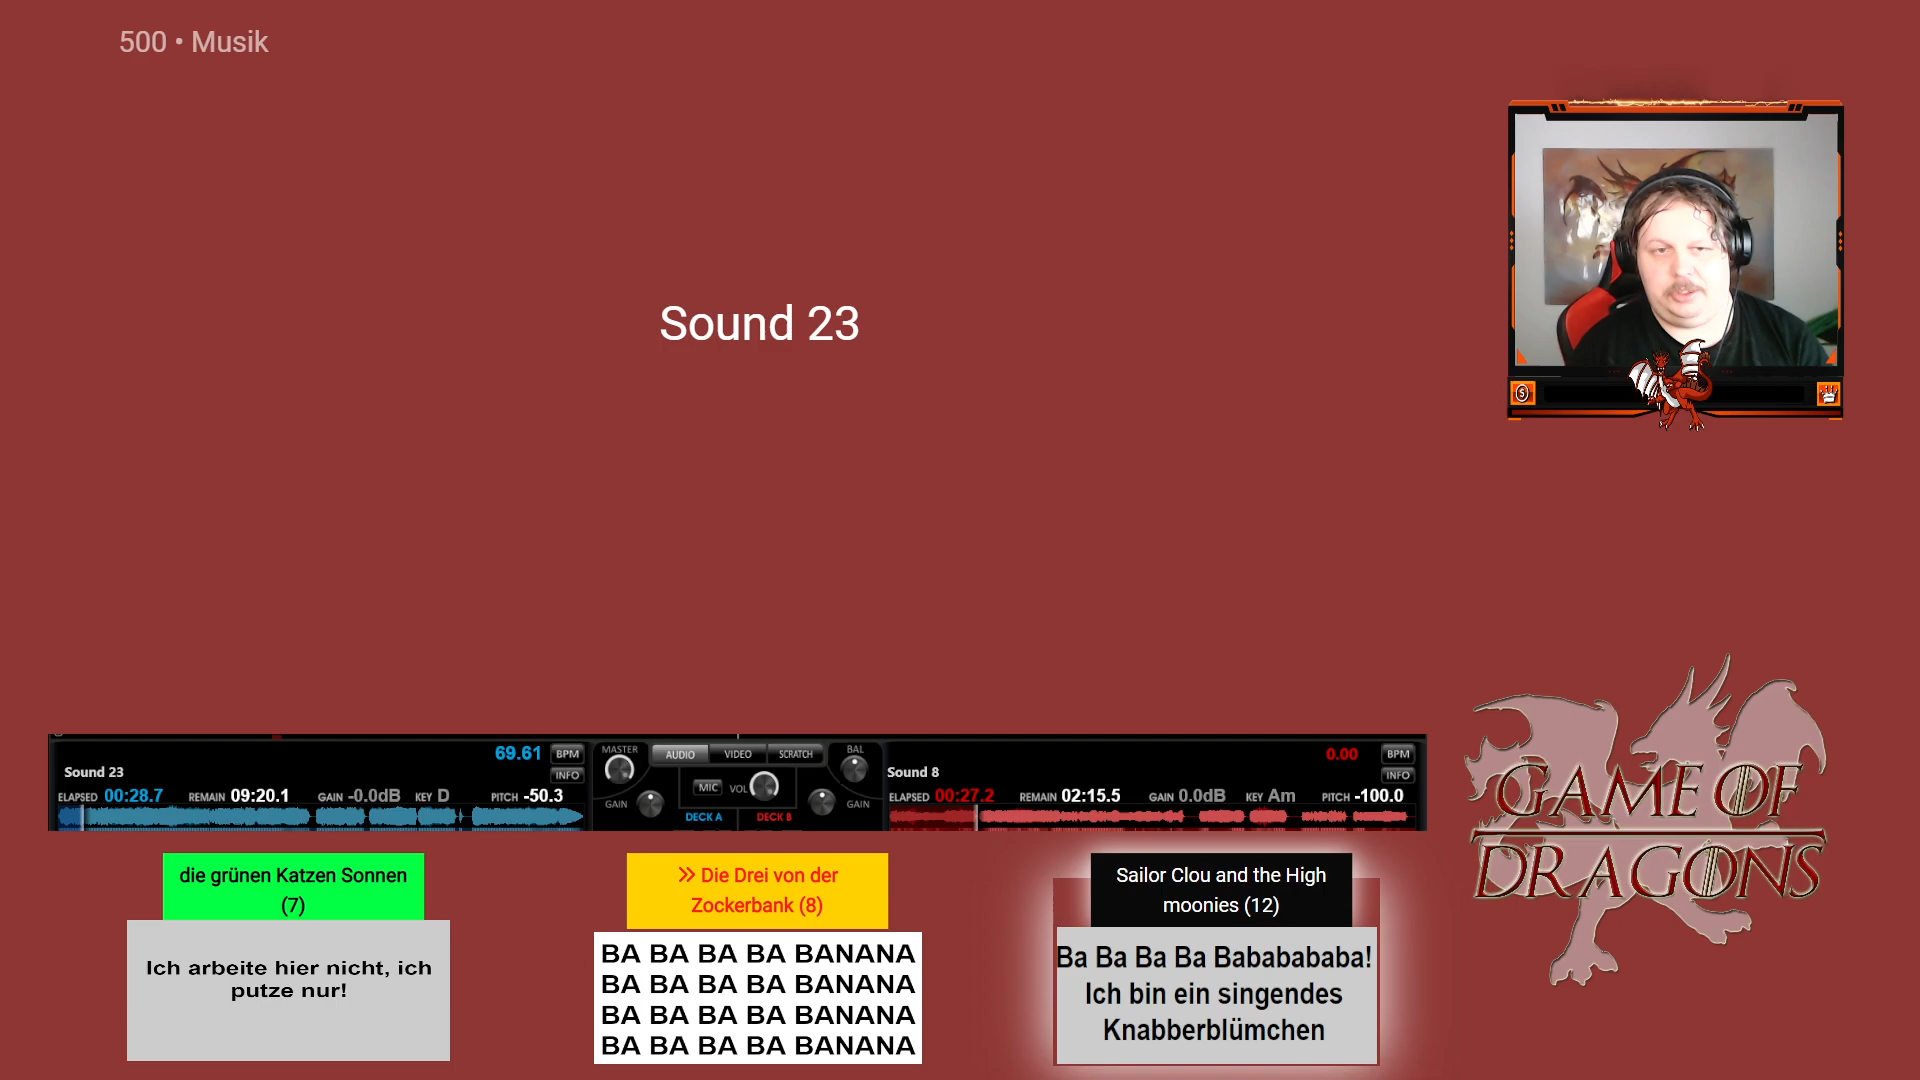 500 • Musik
Sound 23
69.61 BPM
Sound 23
INFO
ELAPSED 00:28.7 REMAIN 09:20.1 GAIN -0.0dB KEY D PITCH -50.3
MASTER AUDIO VIDEO SCRATCH BAL
MIC VOL
GAIN GAIN
DECK A DECK B
0.00 BPM
Sound 8
INFO
ELAPSED 00:27.2 REMAIN 02:15.5 GAIN 0.0dB KEY Am PITCH -100.0
die grünen Katzen Sonnen
(7)
Ich arbeite hier nicht, ich
putze nur!
Die Drei von der
Zockerbank (8)
BA BA BA BA BANANA
BA BA BA BA BANANA
BA BA BA BA BANANA
BA BA BA BA BANANA
Sailor Clou and the High
moonies (12)
Ba Ba Ba Ba Babababaha!
Ich bin ein singendes
Knabberblümchen
GAME OF
DRAGONS